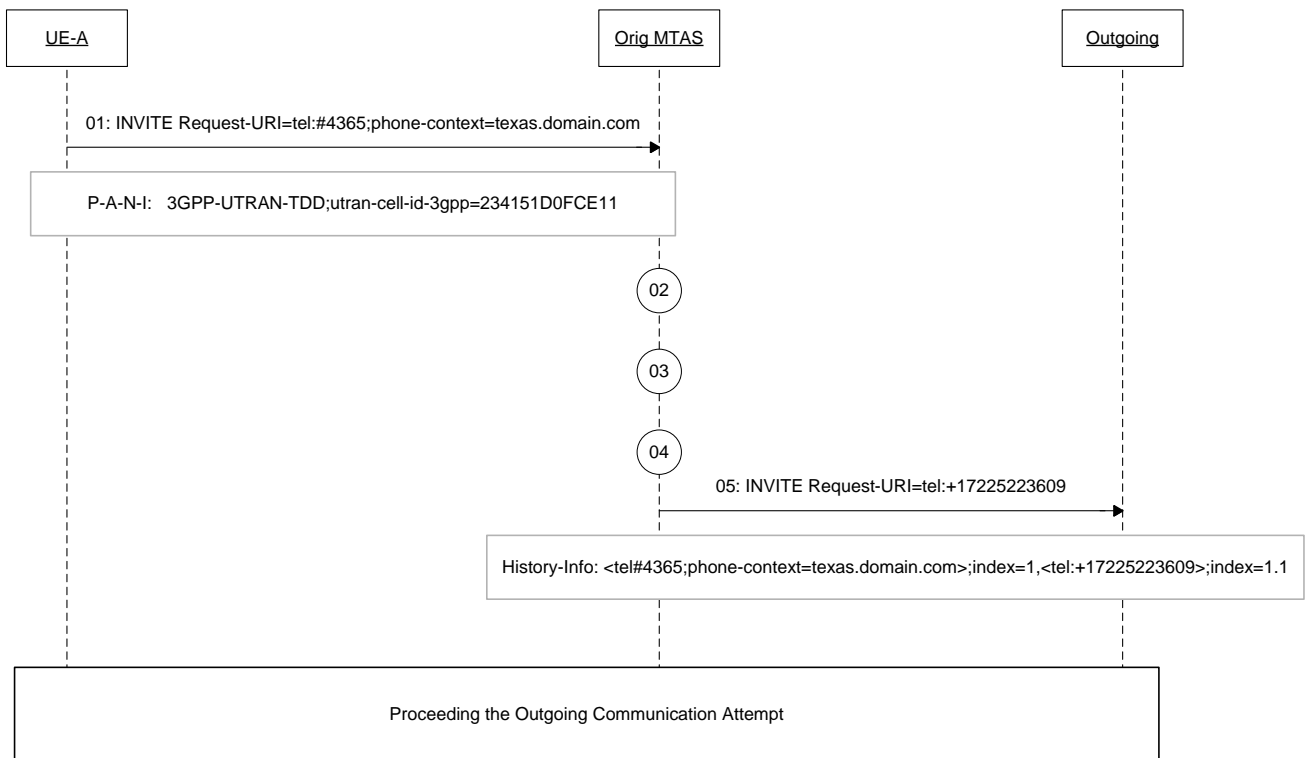 UE-A
Orig MTAS
Outgoing
01: INVITE Request-URI=tel:#4365;phone-context=texas.domain.com
P-A-N-I:   3GPP-UTRAN-TDD;utran-cell-id-3gpp=234151D0FCE11
02
03
04
05: INVITE Request-URI=tel:+17225223609
History-Info: <tel#4365;phone-context=texas.domain.com>;index=1,<tel:+17225223609>;index=1.1
Proceeding the Outgoing Communication Attempt